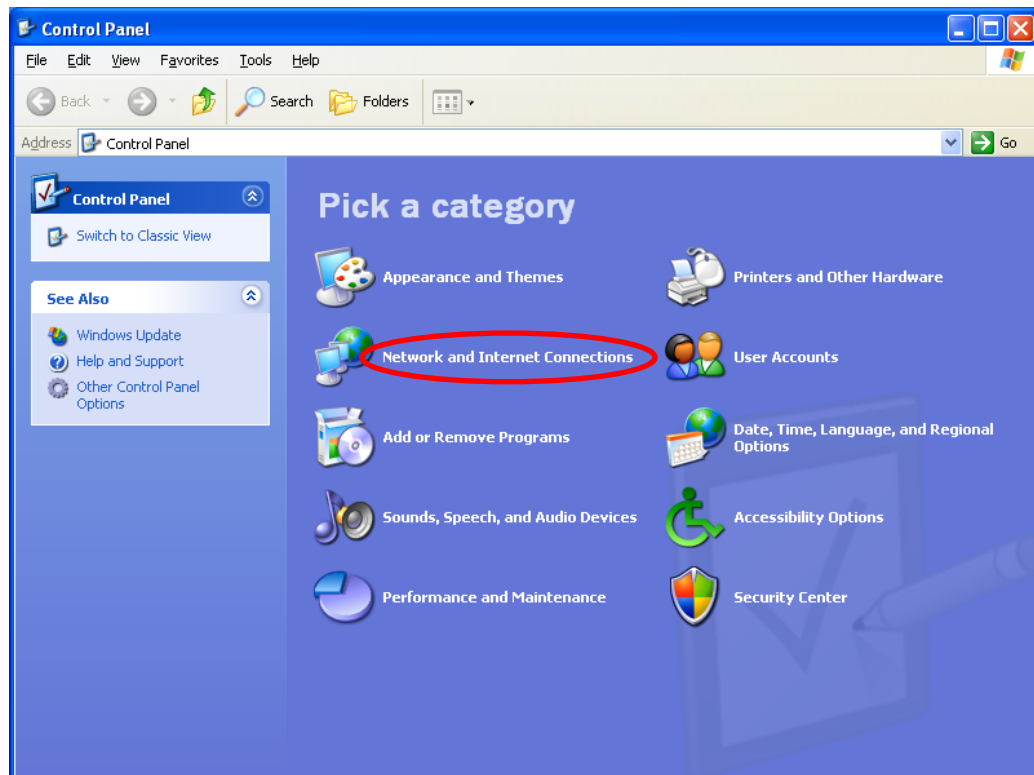 Control Panel
File Edit View Favorites Tools Help
Back Search Folders
Address Control Panel Go
Control Panel
Switch to Classic View
See Also
Windows Update
Help and Support
Other Control Panel
Options
Pick a category
Appearance and Themes
Printers and Other Hardware
Network and Internet Connections
User Accounts
Add or Remove Programs
Date, Time, Language, and Regional
Options
Sounds, Speech, and Audio Devices
Accessibility Options
Performance and Maintenance
Security Center